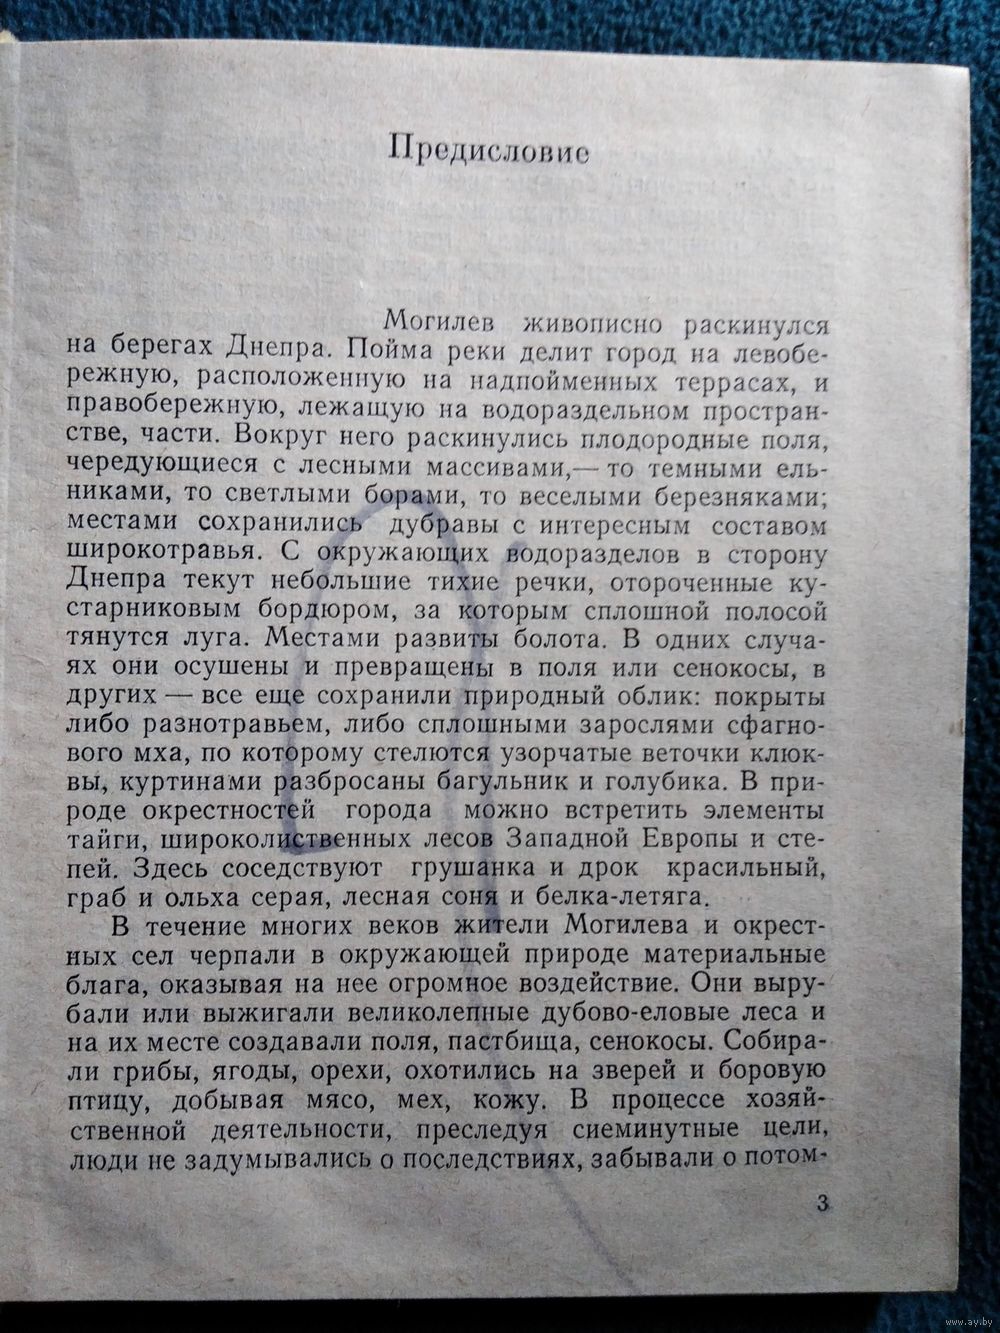 Предисловие
Могилев живописно раскинулся
на берегах Днепра. Пойма реки делит город на левобе-
режную, расположенную на надпойменных террасах, и
правобережную, лежащую на водораздельном простран-
стве, части. Вокруг него раскинулись плодородные поля,
чередующиеся с лесными массивами,— то темными ель-
никами, то светлыми борами, то веселыми березняками;
местами сохранились дубравы с интересным составом
широкотравья. С окружающих водоразделов в сторону
Днепра текут небольшие тихие речки, отороченные ку-
старниковым бордюром, за которым сплошной полосой
тянутся луга. Местами развиты болота. В одних случа-
ях они осушены и превращены в поля или сенокосы, в
других — все еще сохранили природный облик: покрыты
либо разнотравьем, либо сплошными зарослями сфагно-
вого мха, по которому стелются узорчатые веточки клюк-
вы, куртинами разбросаны багульник и голубика. В при-
роде окрестностей города можно встретить элементы
тайги, широколиственных лесов Западной Европы и сте-
пей. Здесь соседствуют грушанка и дрок красильный,
граб и ольха серая, лесная соня и белка-летяга.
В течение многих веков жители Могилева и окрест-
ных сел черпали в окружающей природе материальные
блага, оказывая на нее огромное воздействие. Они выру-
бали или выжигали великолепные дубово-еловые леса и
на их месте создавали поля, пастбища, сенокосы. Собира-
ли грибы, ягоды, орехи, охотились на зверей и боровую
птицу, добывая мясо, мех, кожу. В процессе хозяй-
ственной деятельности, преследуя сиеминутные цели,
люди не задумывались о последствиях, забывали о потом-
3
www.ay.by